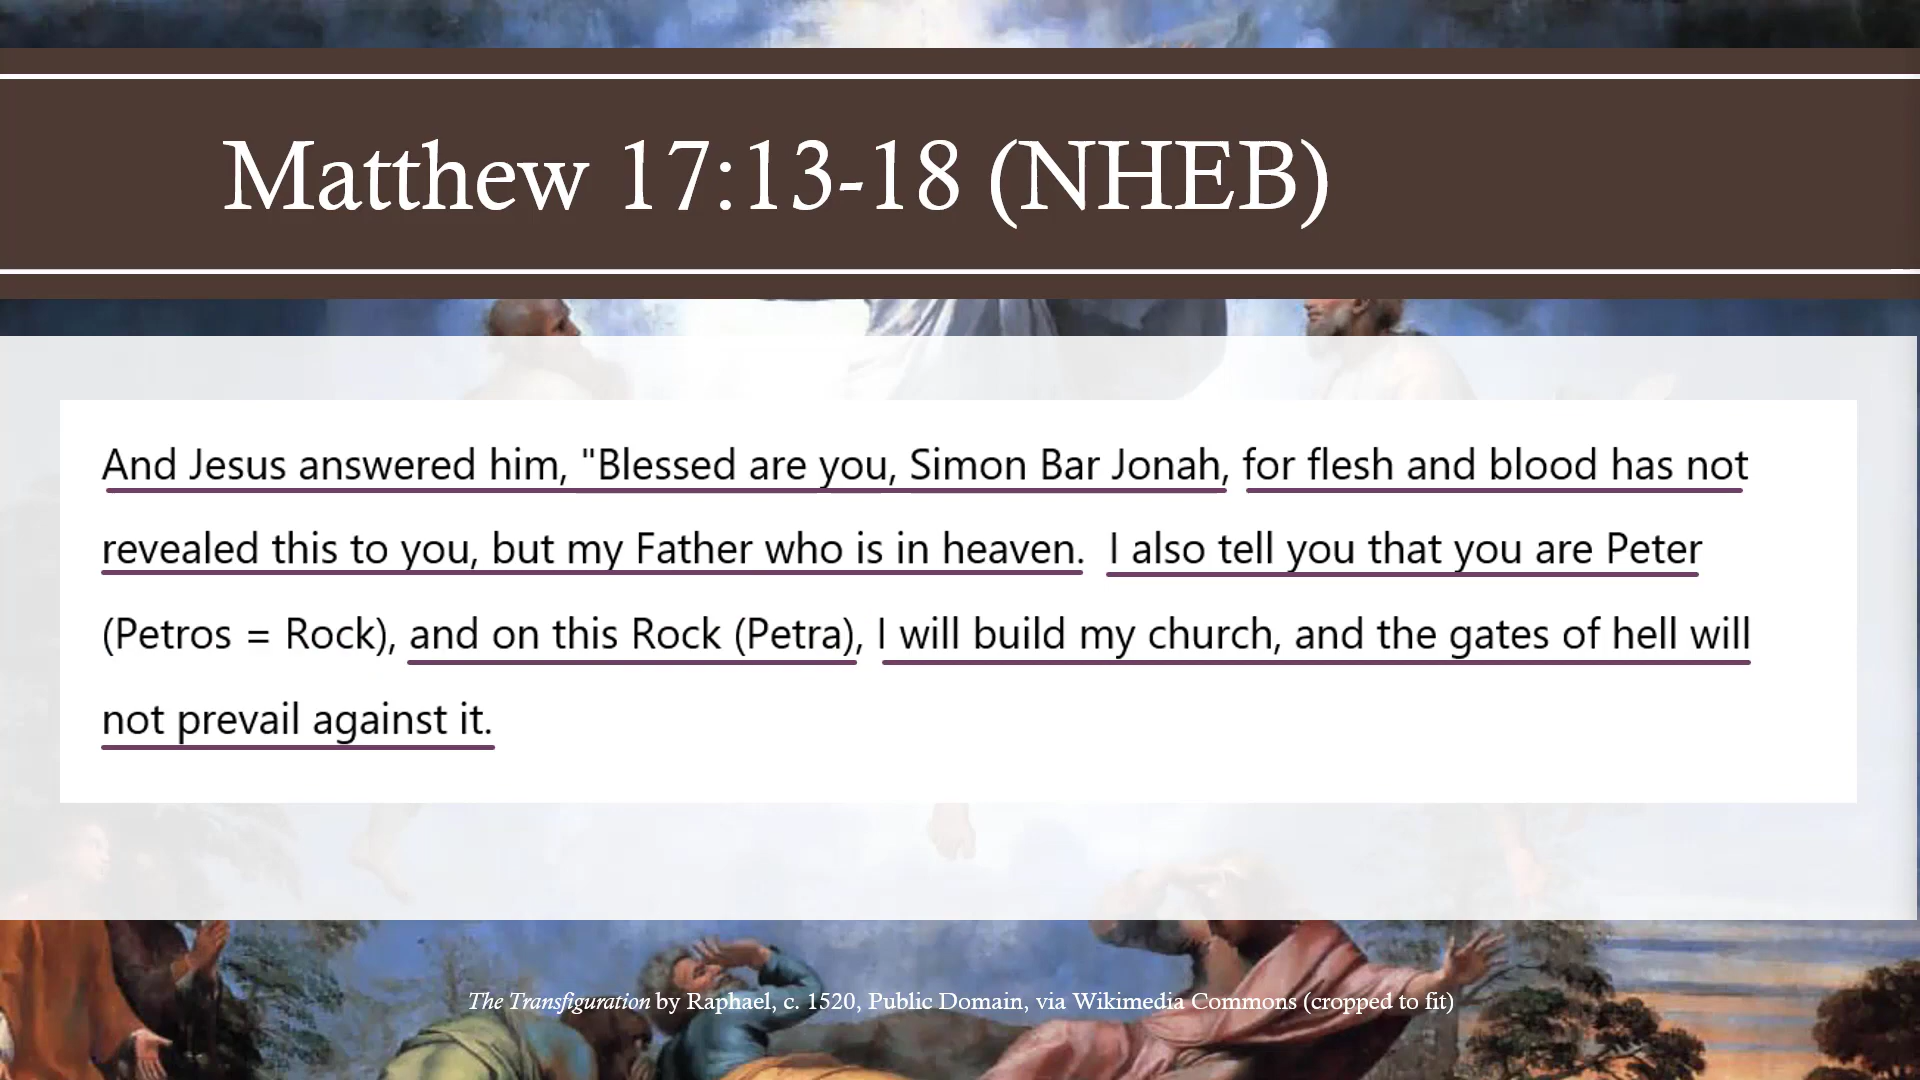 Matthew 17:13-18 (NHEB)
And Jesus answered him, "Blessed are you, Simon Bar Jonah, for flesh and blood has not
revealed this to you, but my Father who is in heaven.  I also tell you that you are Peter
(Petros = Rock), and on this Rock (Petra), I will build my church, and the gates of hell will
not prevail against it.
The Transfiguration by Raphael, c. 1520, Public Domain, via Wikimedia Commons (cropped to fit)